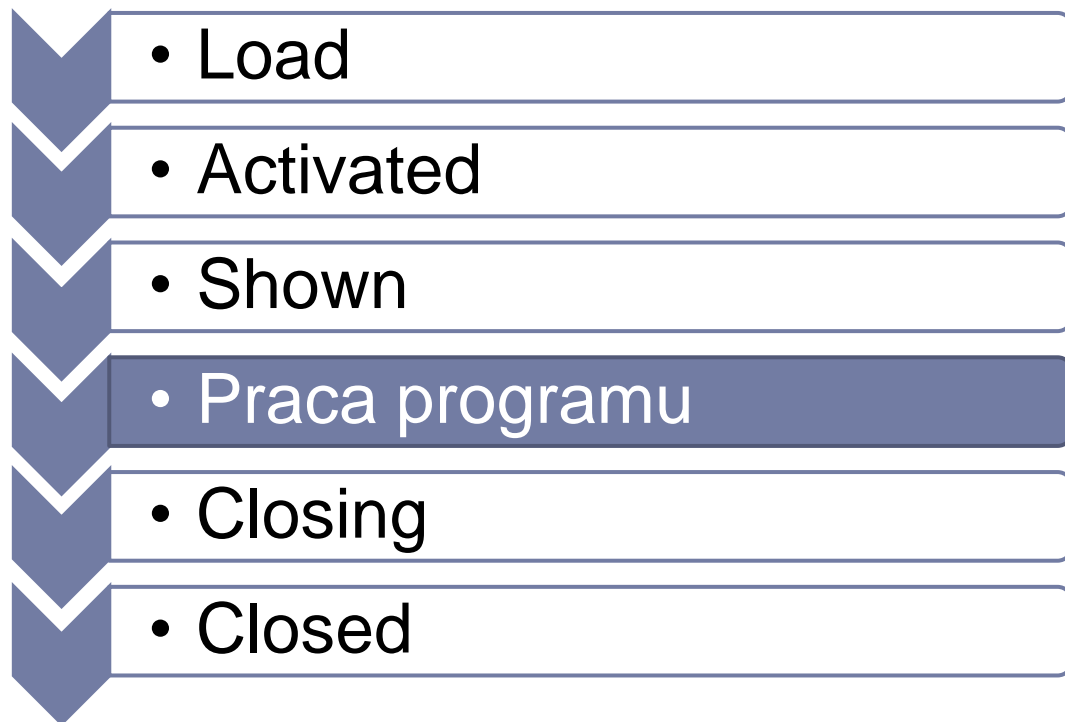 • Load
• Activated
• Shown
• Praca programu
• Closing
• Closed